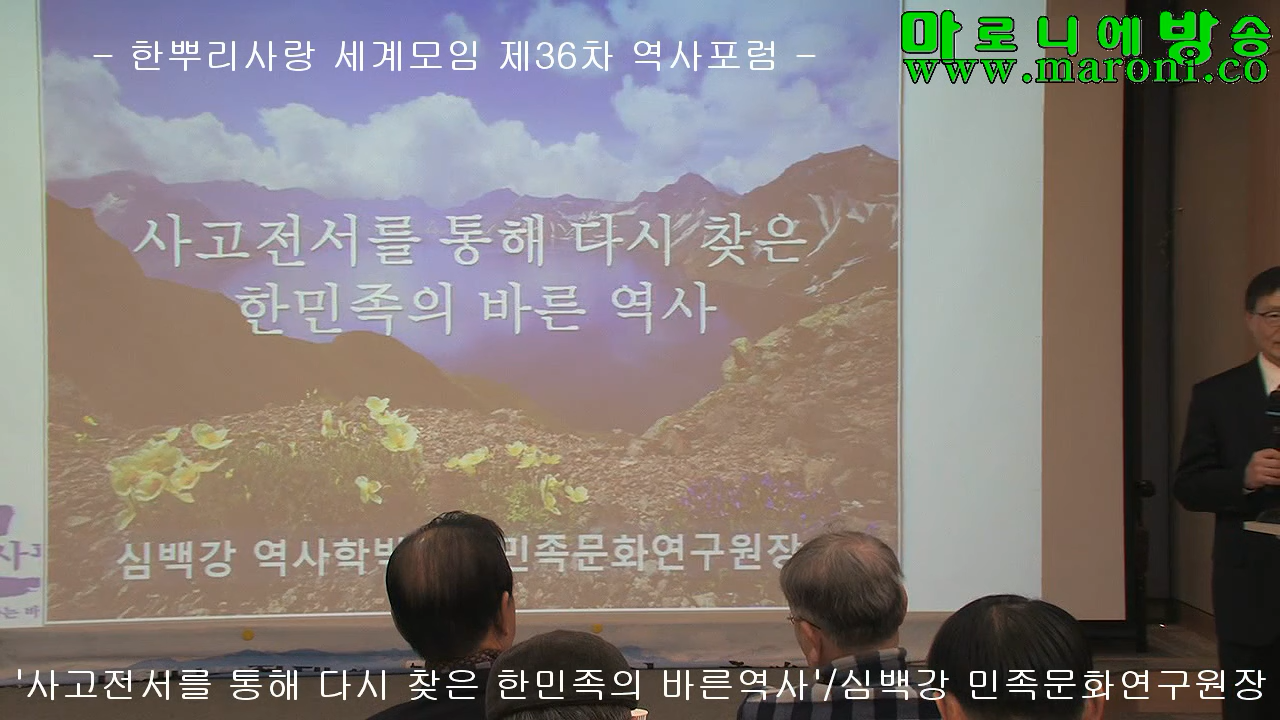 - 한뿌리사랑 세계모임 제36차 역사포럼 -
마로니에방송
www.maroni.co
사고전서를 통해 다시 찾은
한민족의 바른 역사
심백강 역사학박 민족문화연구원장
'사고전서를 통해 다시 찾은 한민족의 바른역사'/심백강 민족문화연구원장